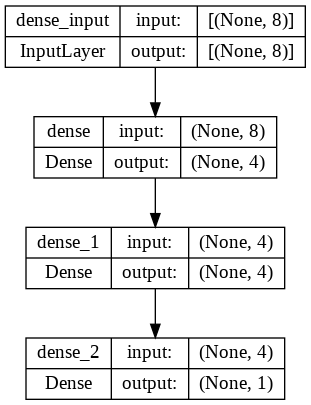 dense_input input: [(None, 8)]
InputLayer output: [(None, 8)]
dense input: (None, 8)
Dense output: (None, 4)
dense_1 input: (None, 4)
Dense output: (None, 4)
dense_2 input: (None, 4)
Dense output: (None, 1)